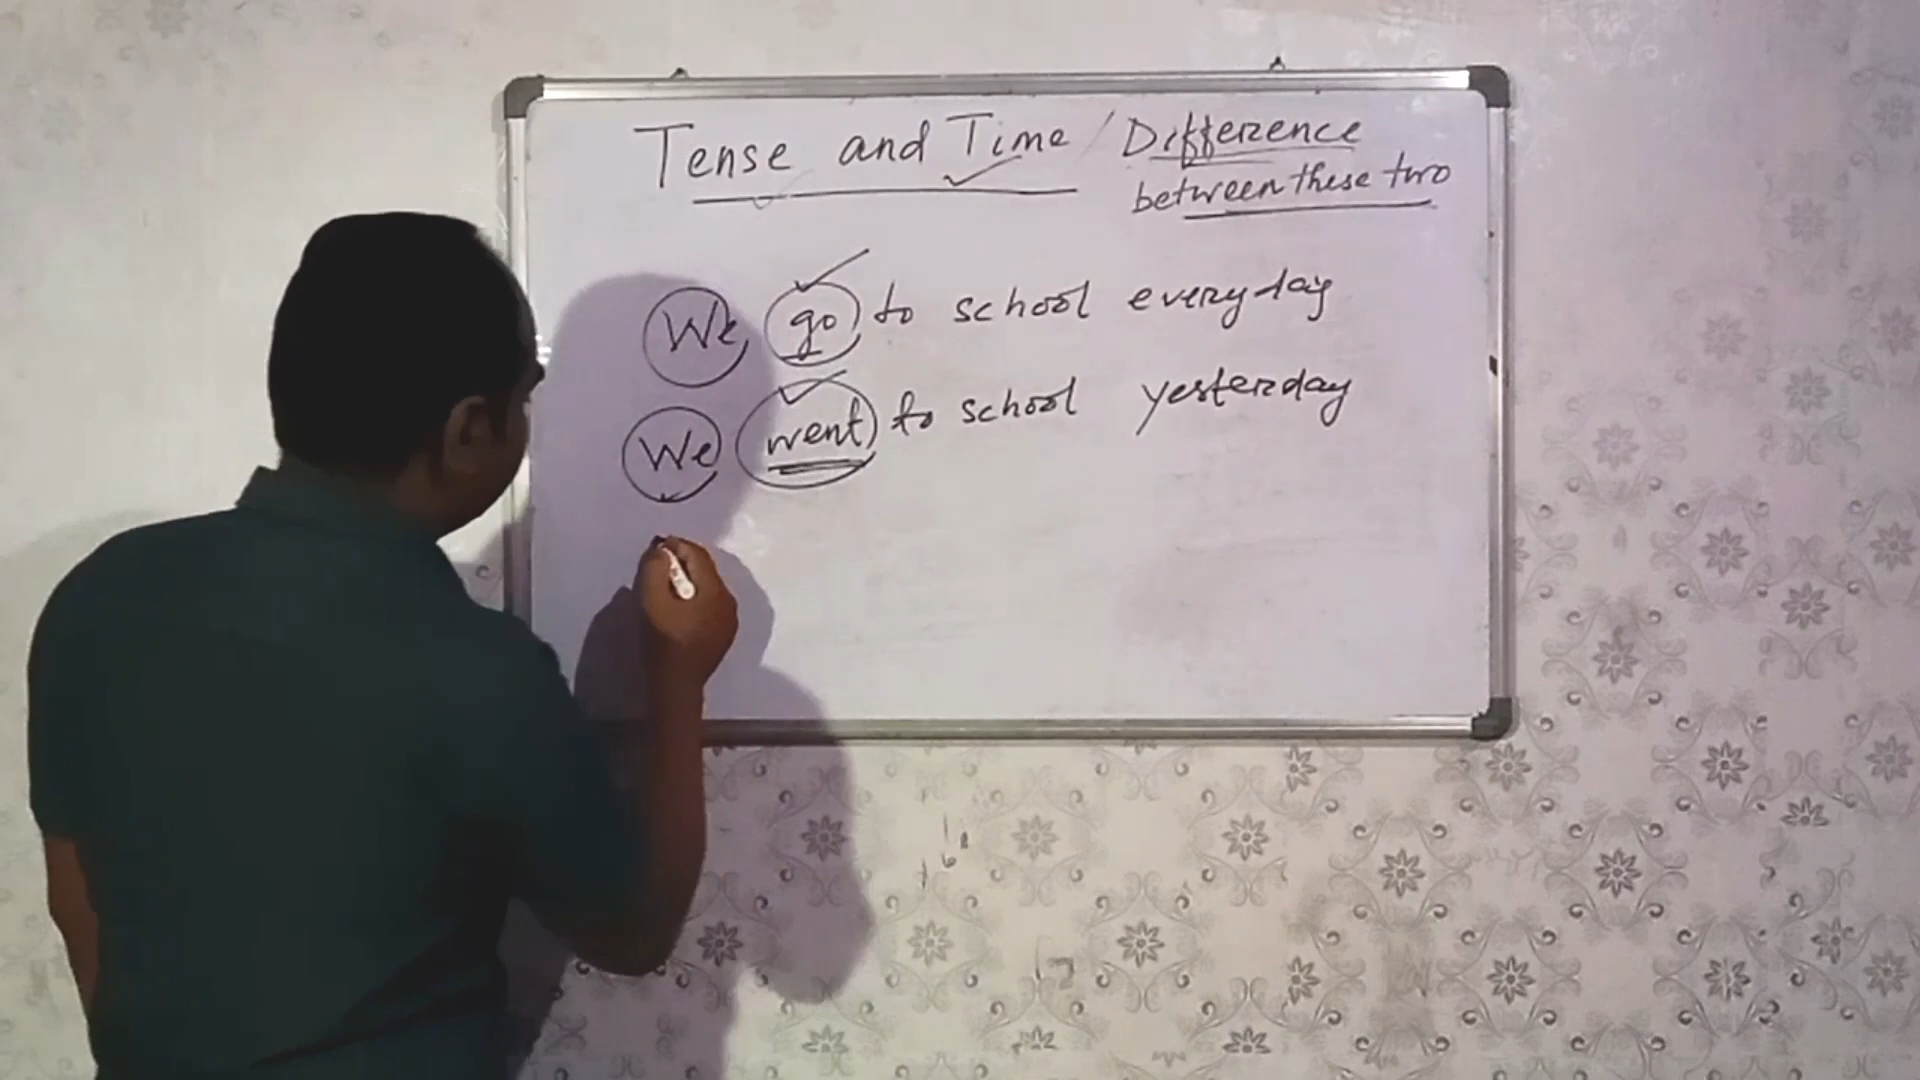 Tense and Time / Difference
between these two
We go to school everyday
We went to school yesterday